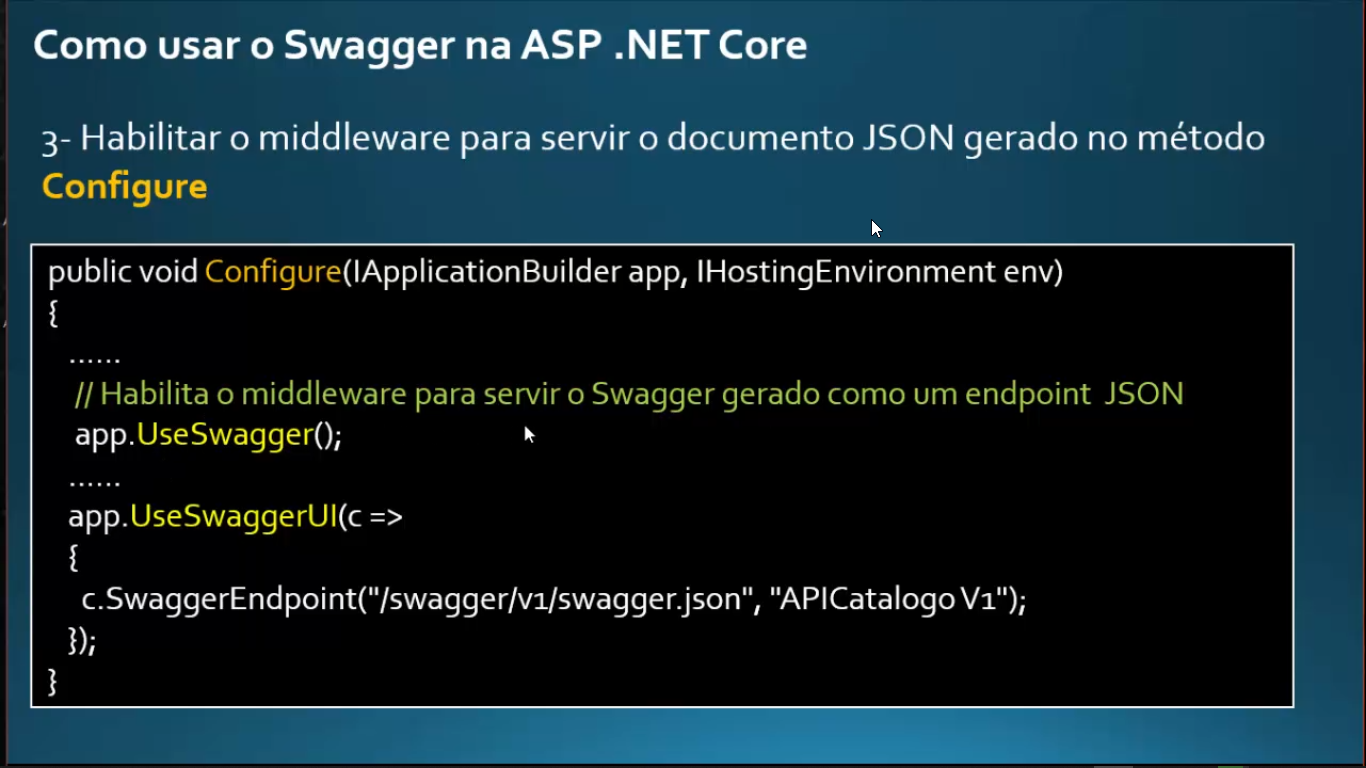 Como usar o Swagger na ASP .NET Core
3- Habilitar o middleware para servir o documento JSON gerado no método
Configure
public void Configure(IApplicationBuilder app, IHostingEnvironment env)
{
......
// Habilita o middleware para servir o Swagger gerado como um endpoint JSON
app.UseSwagger();
......
app.UseSwaggerUI(c =>
{
c.SwaggerEndpoint("/swagger/v1/swagger.json", "APICatalogo V1");
});
}